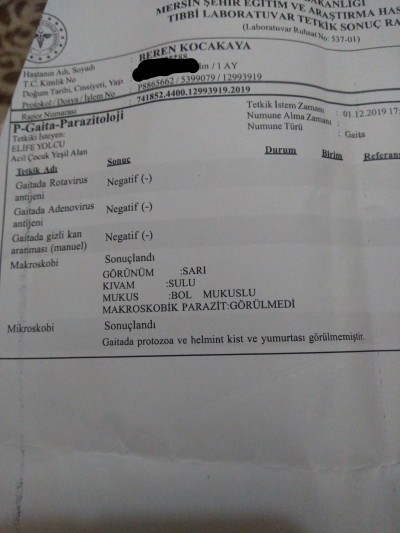 MERSİN ŞEHİR EĞİTİM VE ARAŞTIRMA HAS
TIBBİ LABORATUVAR TETKİK SONUÇ RA
(Laboratuvar Ruhsat No: 537-01)
Hastanın Adı, Soyadı BEREN KOCAKAYA
T.C. Kimlik No
Doğum Tarihi, Cinsiyeti, Yaşı / 1 AY
Protokol / Dosya / İşlem No P8865662 / 5399079 / 12993919
Rapor Numarası 741852.4400.12993919.2019
P-Gaita-Parazitoloji
Tetkik İstem Zamanı : 01.12.2019 17:
Numune Alma Zamanı :
Numune Türü : Gaita
Tetkiki İsteyen:
ELİFE YOLCU
Acil Çocuk Yeşil Alan
Tetkik Adı Sonuç Durum Birim Referans
Gaitada Rotavirus antijeni Negatif (-)
Gaitada Adenovirus antijeni Negatif (-)
Gaitada gizli kan araması (manuel) Negatif (-)
Makroskobi Sonuçlandı
GÖRÜNÜM :SARI
KIVAM :SULU
MUKUS :BOL MUKUSLU
MAKROSKOBİK PARAZİT:GÖRÜLMEDİ
Mikroskobi Sonuçlandı
Gaitada protozoa ve helmint kist ve yumurtası görülmemiştir.